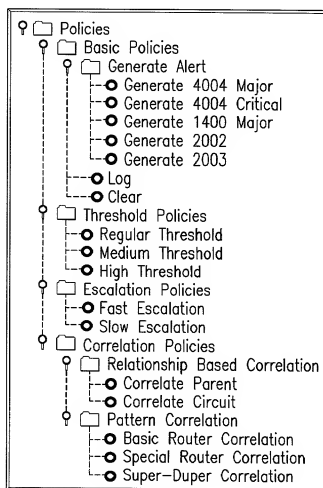 Policies
Basic Policies
Generate Alert
Generate 4004 Major
Generate 4004 Critical
Generate 1400 Major
Generate 2002
Generate 2003
Log
Clear
Threshold Policies
Regular Threshold
Medium Threshold
High Threshold
Escalation Policies
Fast Escalation
Slow Escalation
Correlation Policies
Relationship Based Correlation
Correlate Parent
Correlate Circuit
Pattern Correlation
Basic Router Correlation
Special Router Correlation
Super-Duper Correlation